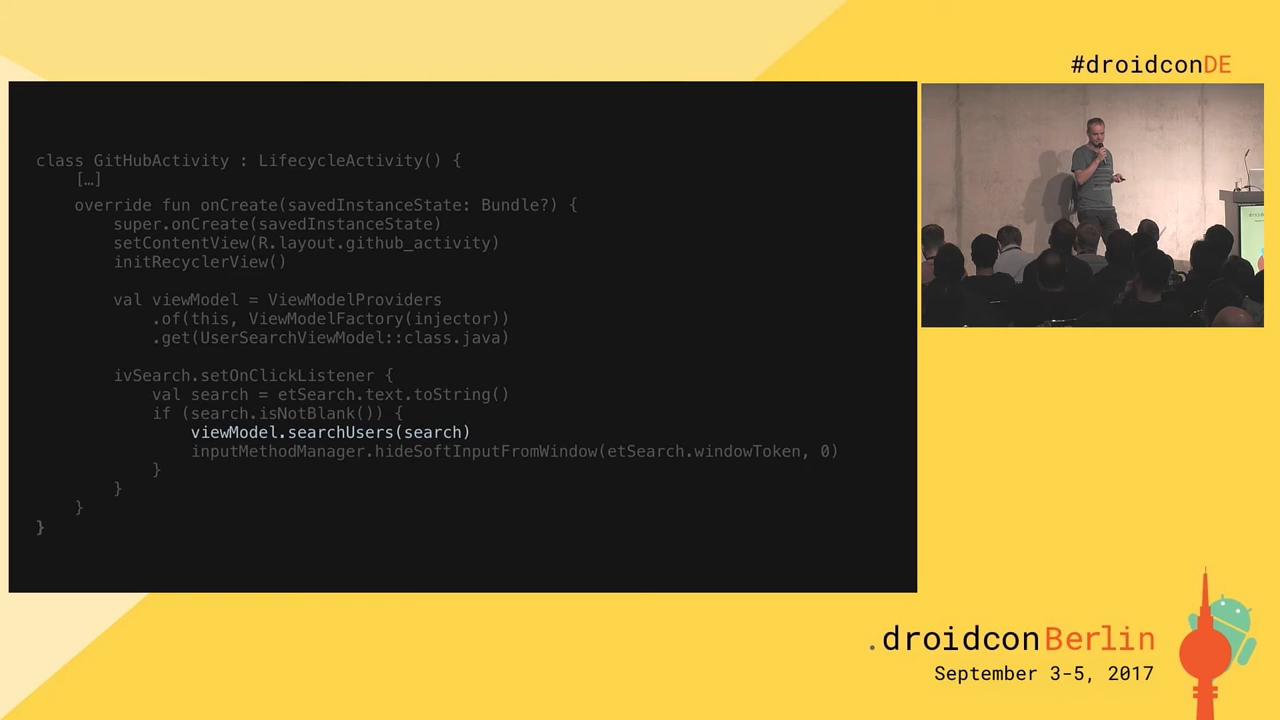 #droidconDE
class GitHubActivity : LifecycleActivity() {
    […]
    override fun onCreate(savedInstanceState: Bundle?) {
        super.onCreate(savedInstanceState)
        setContentView(R.layout.github_activity)
        initRecyclerView()
        val viewModel = ViewModelProviders
            .of(this, ViewModelFactory(injector))
            .get(UserSearchViewModel::class.java)
        ivSearch.setOnClickListener {
            val search = etSearch.text.toString()
            if (search.isNotBlank()) {
                viewModel.searchUsers(search)
                inputMethodManager.hideSoftInputFromWindow(etSearch.windowToken, 0)
            }
        }
    }
}
.droidconBerlin
September 3-5, 2017